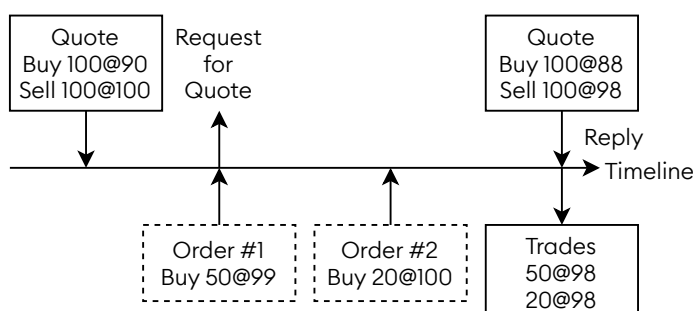 Quote
Buy 100@90
Sell 100@100
Request
for
Quote
Quote
Buy 100@88
Sell 100@98
Reply
Timeline
Order #1
Buy 50@99
Order #2
Buy 20@100
Trades
50@98
20@98